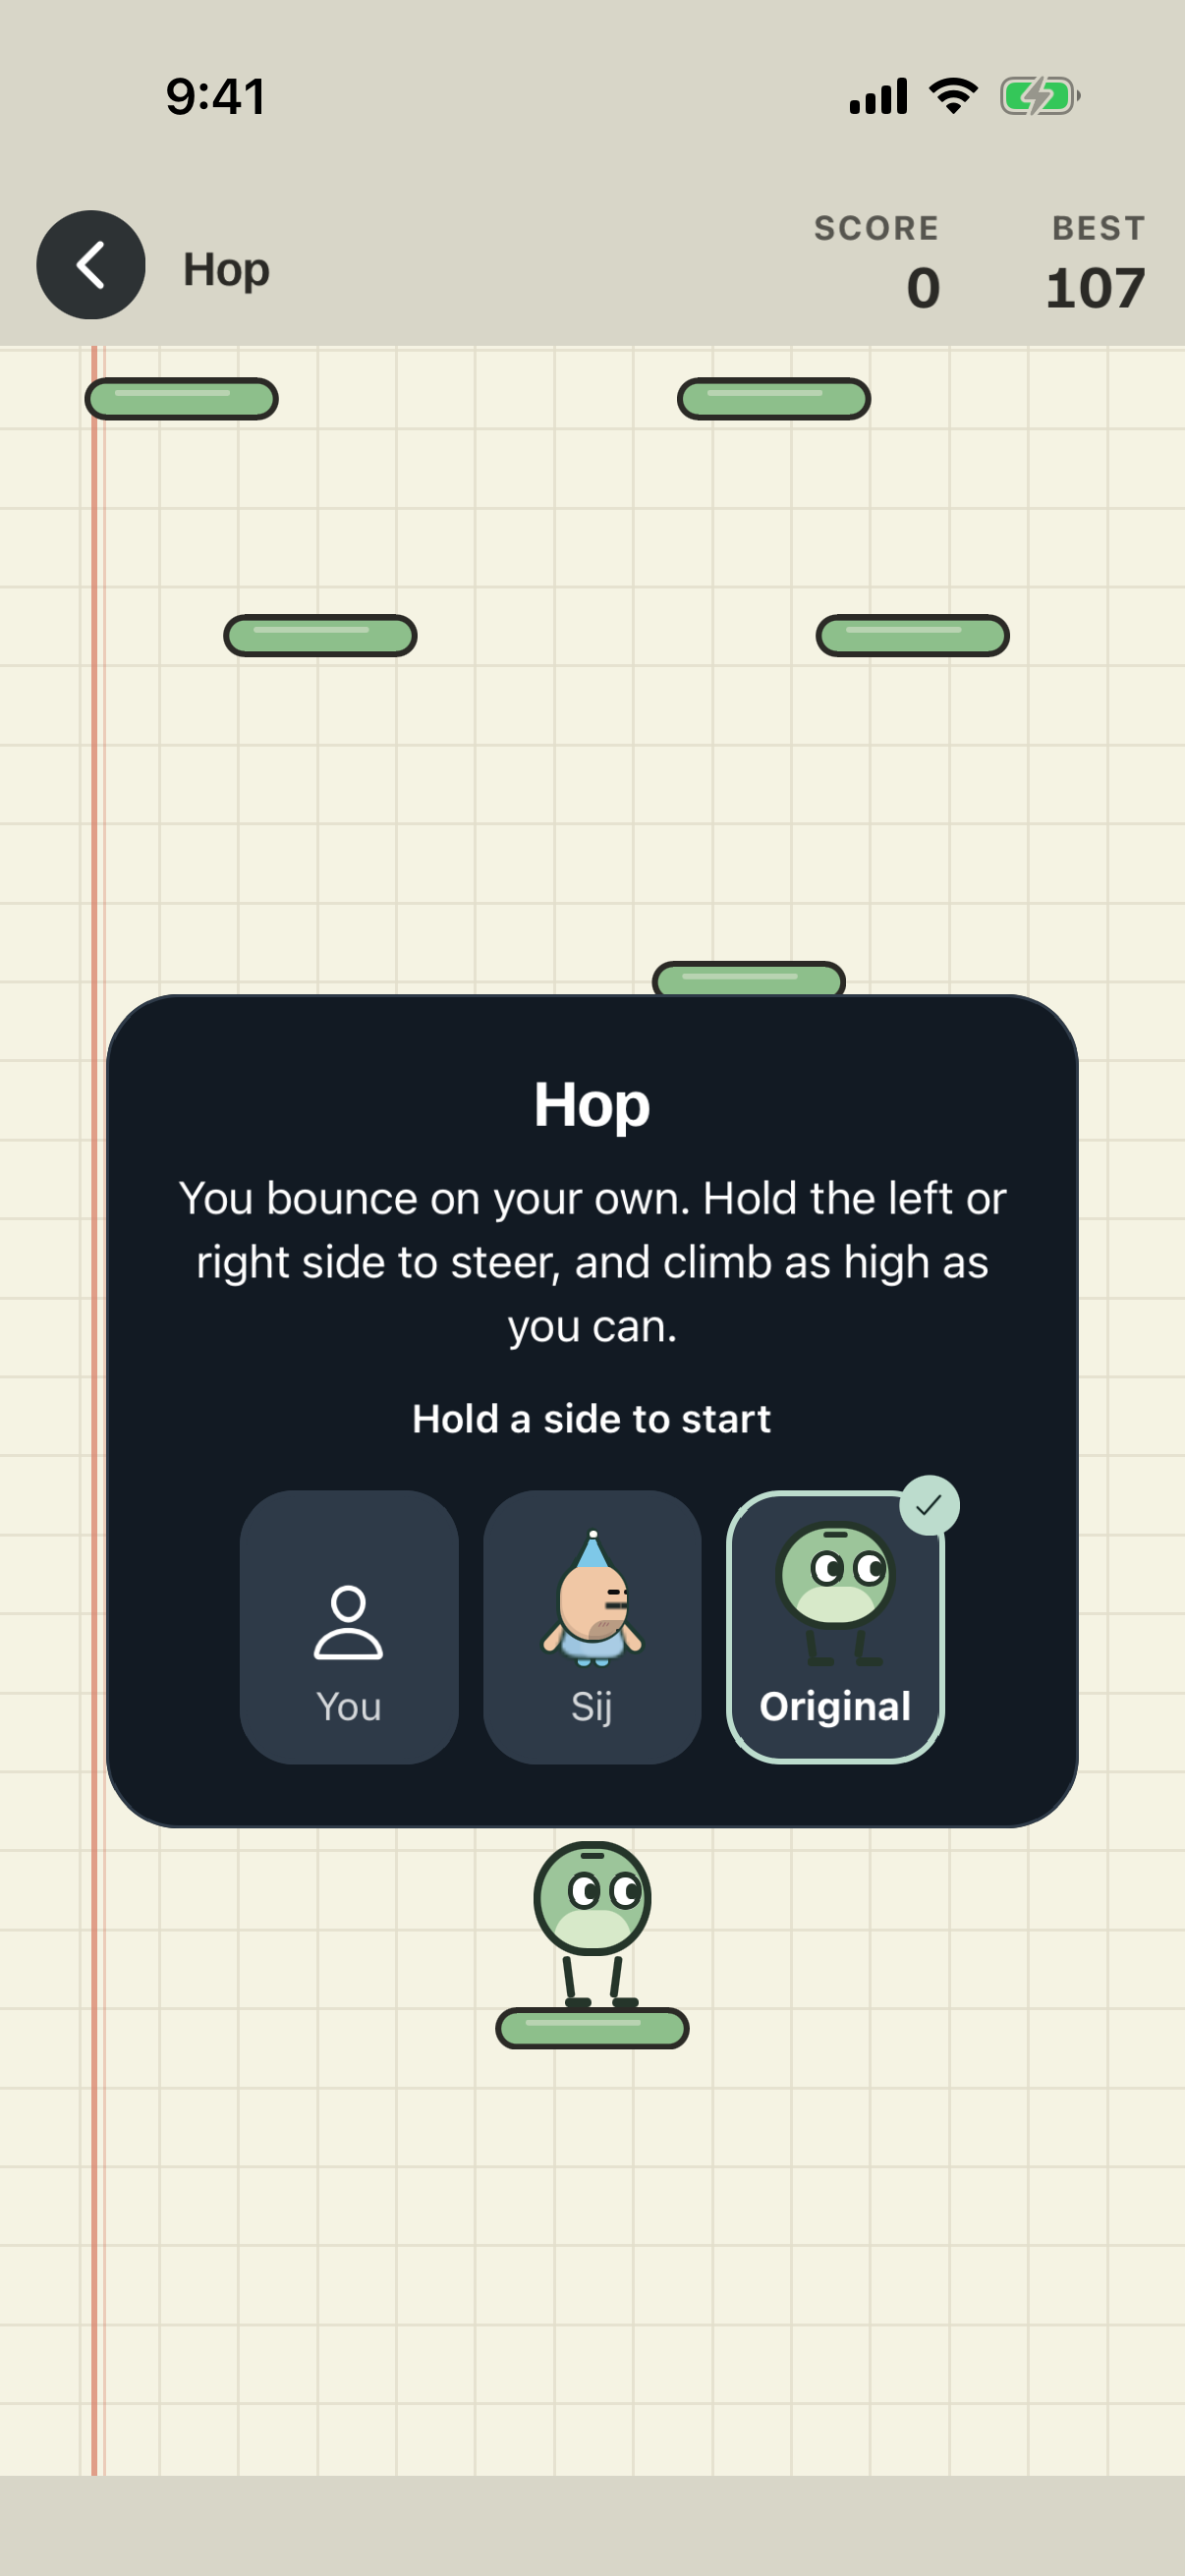 9:41
Hop
SCORE
0
BEST
107
Hop
You bounce on your own. Hold the left or
right side to steer, and climb as high as
you can.
Hold a side to start
You
Sij
Original